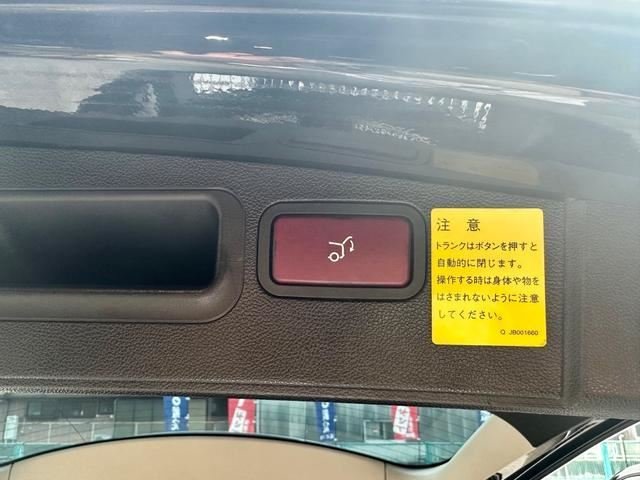 注意
トランクはボタンを押すと
自動的に閉じます。
操作する時は身体や物を
はさまれないように注意
してください。
Q JB001660